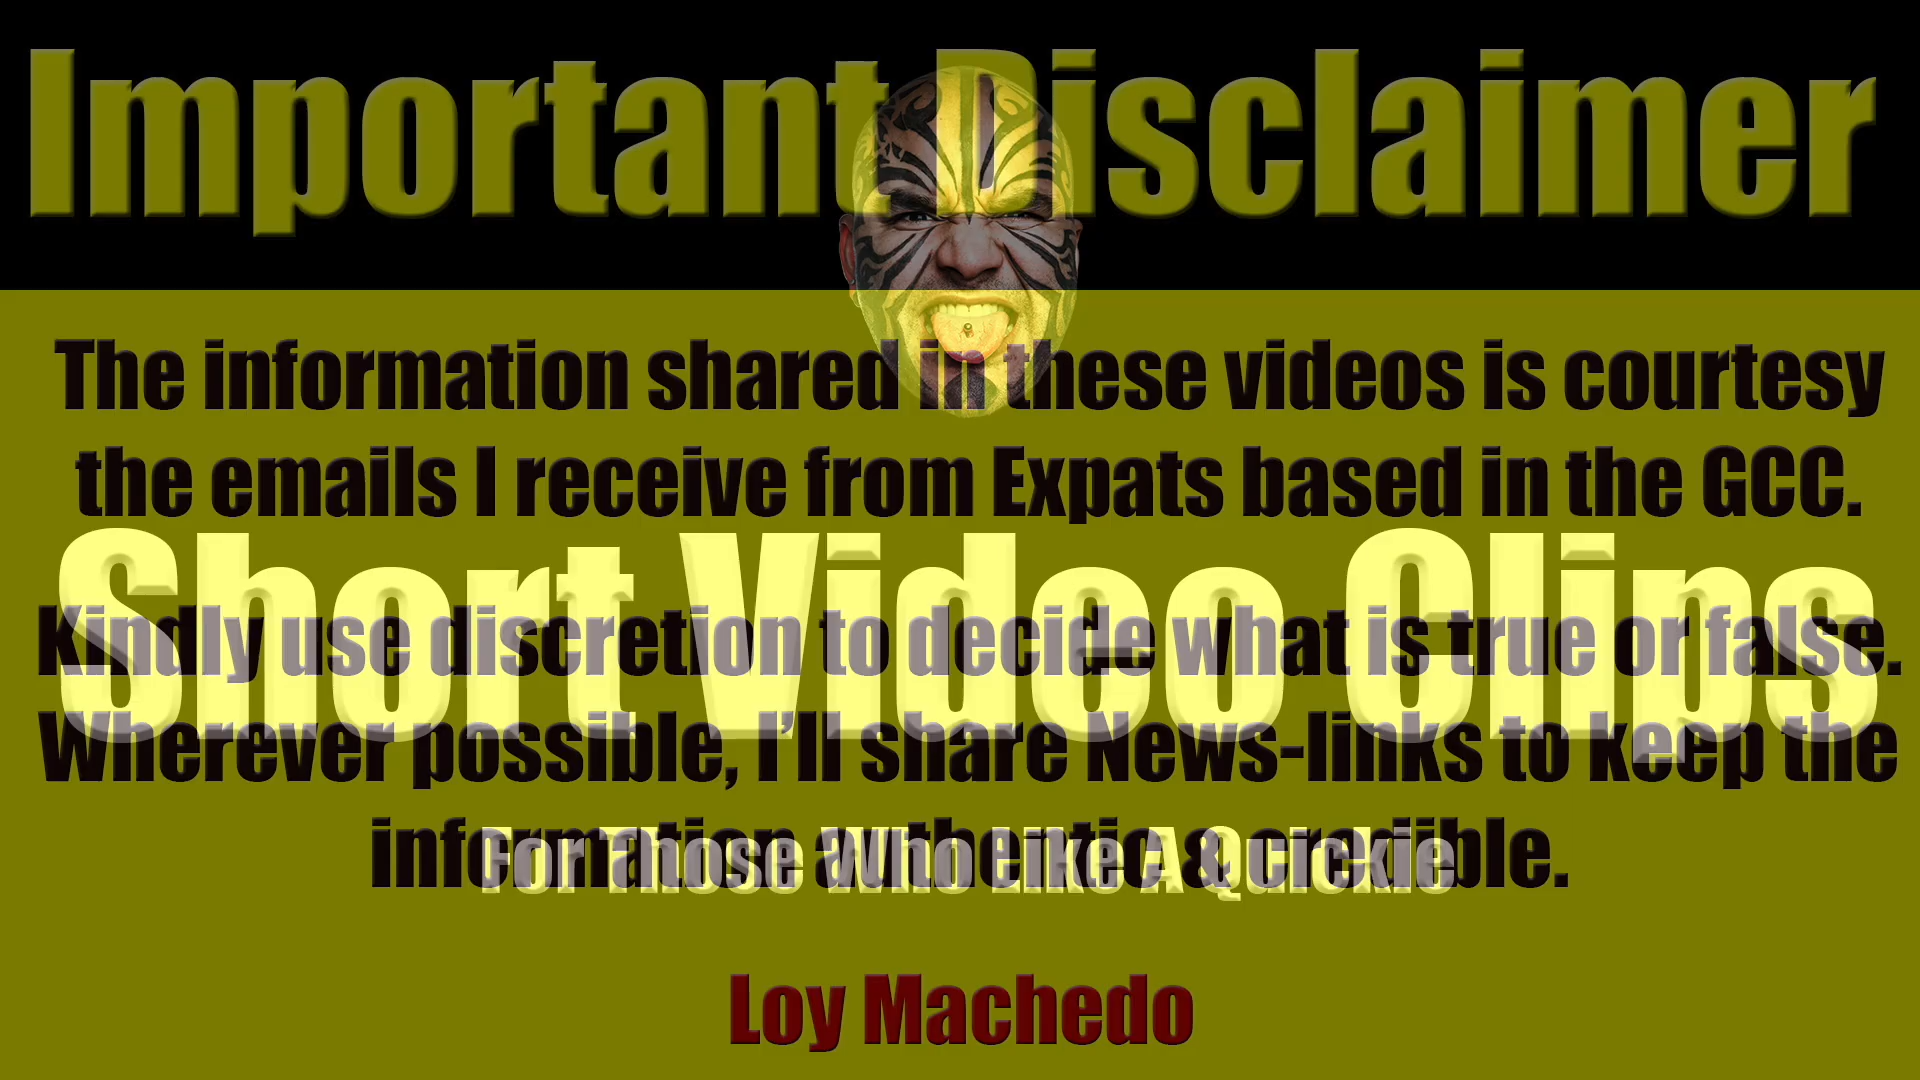 Important Disclaimer
The information shared in these videos is courtesy
the emails I receive from Expats based in the GCC.
Short Video Clips
Kindly use discretion to decide what is true or false.
Wherever possible, I'll share News-links to keep the
information authentic & credible.
For Those Who Like A Quickie
Loy Machedo